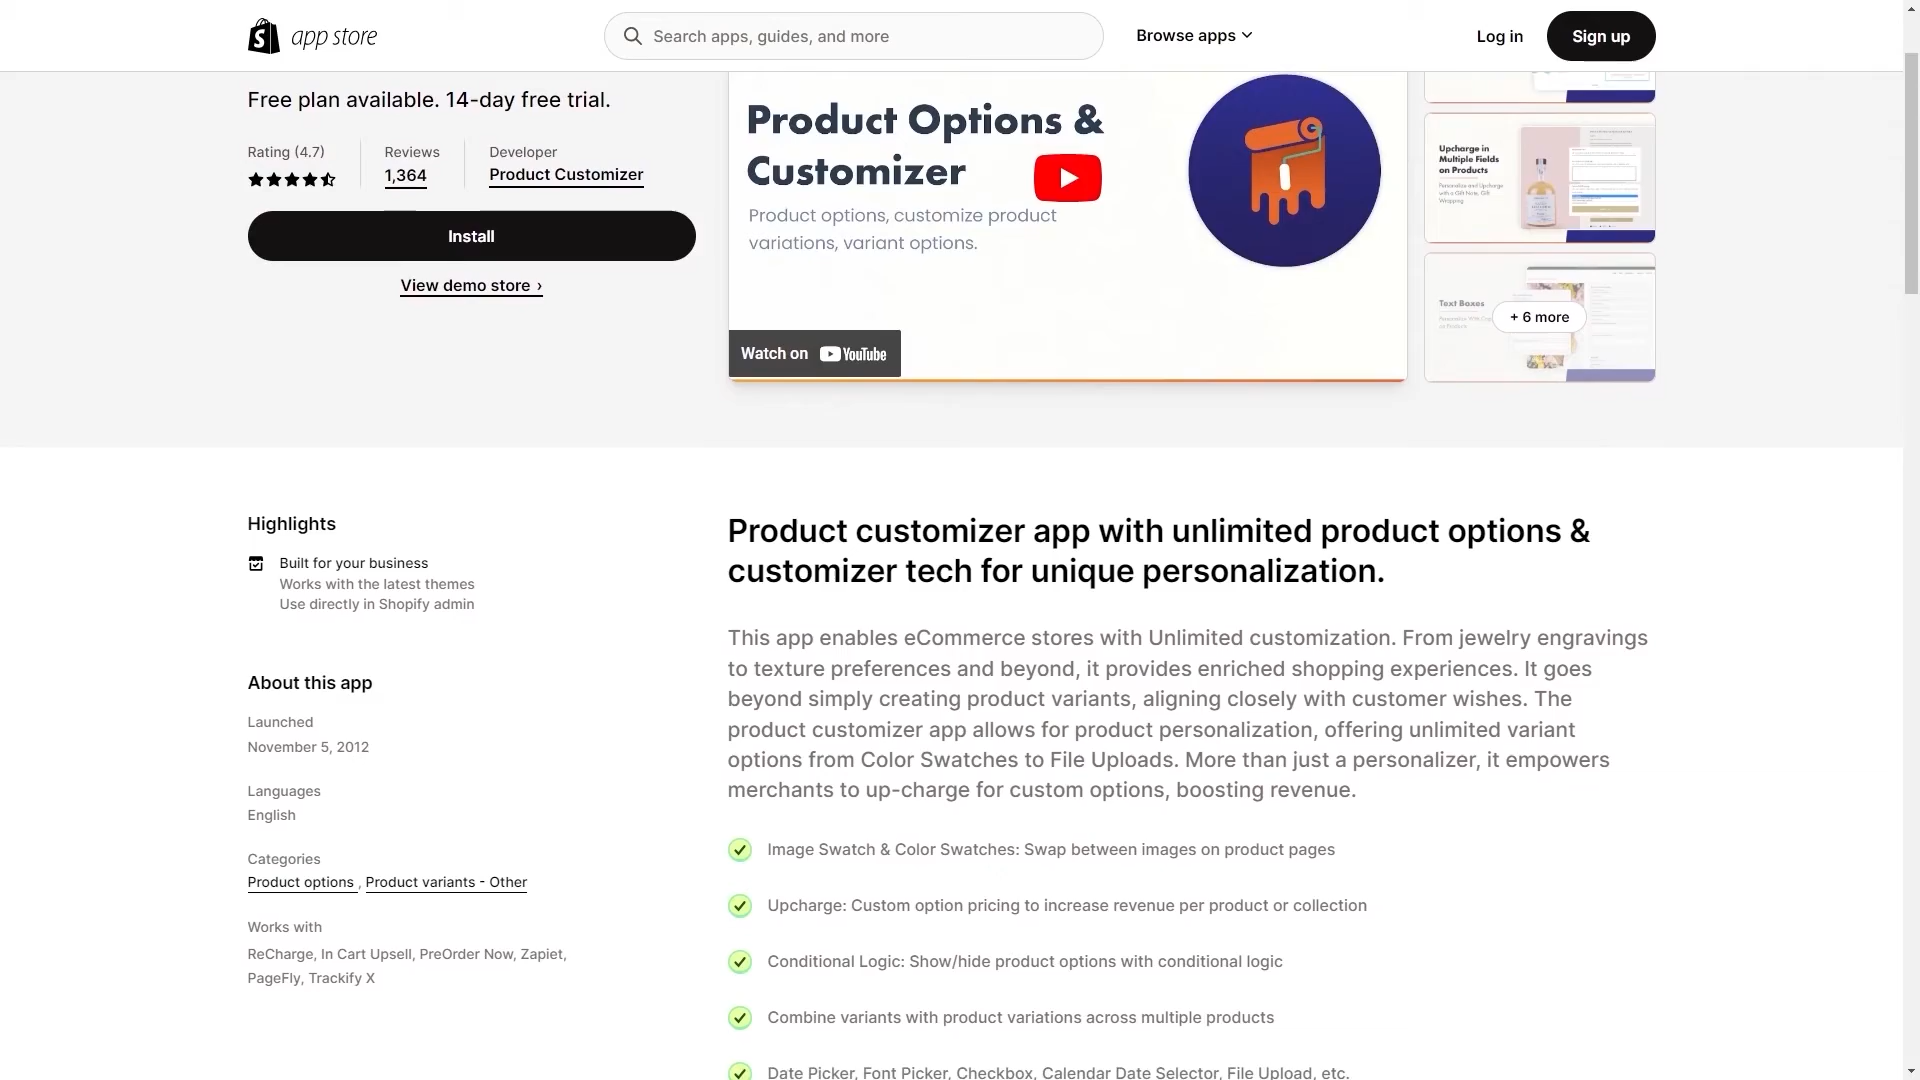 app store
Search apps, guides, and more
Browse apps
Log in
Sign up
Free plan available. 14-day free trial.
Rating (4.7)
Reviews
1,364
Developer
Product Customizer
Install
View demo store ›
Product Options &
Customizer
Product options, customize product
variations, variant options.
Watch on YouTube
Upcharge in
Multiple Fields
on Products
Personalize and Upcharge
with a Gift Note, Gift
Wrapping
Text Boxes
+ 6 more
Highlights
Built for your business
Works with the latest themes
Use directly in Shopify admin
About this app
Launched
November 5, 2012
Languages
English
Categories
Product options , Product variants - Other
Works with
ReCharge, In Cart Upsell, PreOrder Now, Zapiet,
PageFly, Trackify X
Product customizer app with unlimited product options &
customizer tech for unique personalization.
This app enables eCommerce stores with Unlimited customization. From jewelry engravings
to texture preferences and beyond, it provides enriched shopping experiences. It goes
beyond simply creating product variants, aligning closely with customer wishes. The
product customizer app allows for product personalization, offering unlimited variant
options from Color Swatches to File Uploads. More than just a personalizer, it empowers
merchants to up-charge for custom options, boosting revenue.
Image Swatch & Color Swatches: Swap between images on product pages
Upcharge: Custom option pricing to increase revenue per product or collection
Conditional Logic: Show/hide product options with conditional logic
Combine variants with product variations across multiple products
Date Picker, Font Picker, Checkbox, Calendar Date Selector, File Upload, etc.